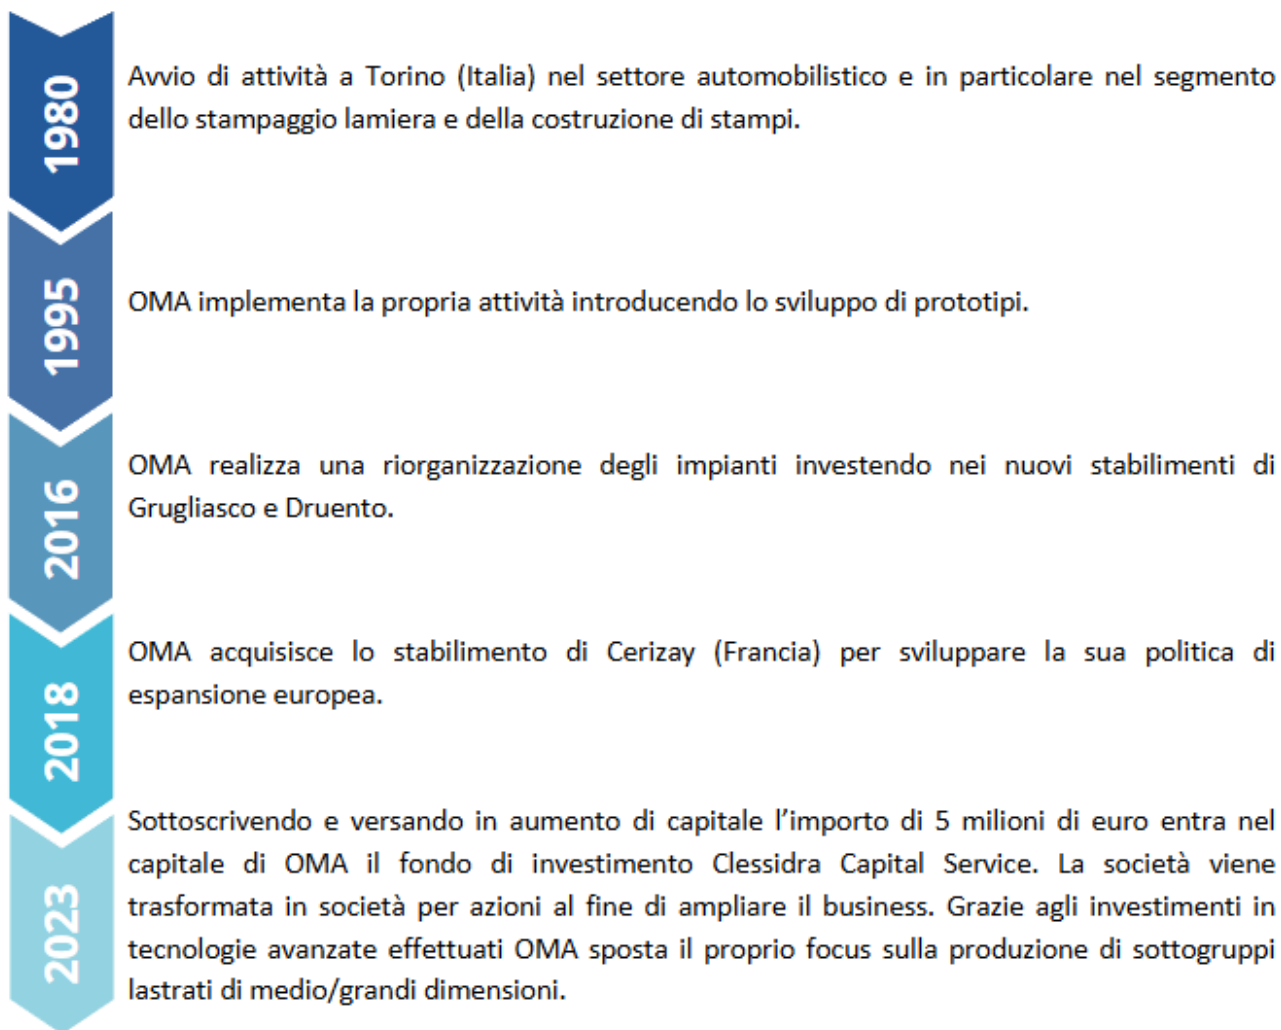 1980
Avvio di attività a Torino (Italia) nel settore automobilistico e in particolare nel segmento
dello stampaggio lamiera e della costruzione di stampi.
1995
OMA implementa la propria attività introducendo lo sviluppo di prototipi.
2016
OMA realizza una riorganizzazione degli impianti investendo nei nuovi stabilimenti di
Grugliasco e Druento.
2018
OMA acquisisce lo stabilimento di Cerizay (Francia) per sviluppare la sua politica di
espansione europea.
2023
Sottoscrivendo e versando in aumento di capitale l’importo di 5 milioni di euro entra nel
capitale di OMA il fondo di investimento Clessidra Capital Service. La società viene
trasformata in società per azioni al fine di ampliare il business. Grazie agli investimenti in
tecnologie avanzate effettuati OMA sposta il proprio focus sulla produzione di sottogruppi
lastrati di medio/grandi dimensioni.